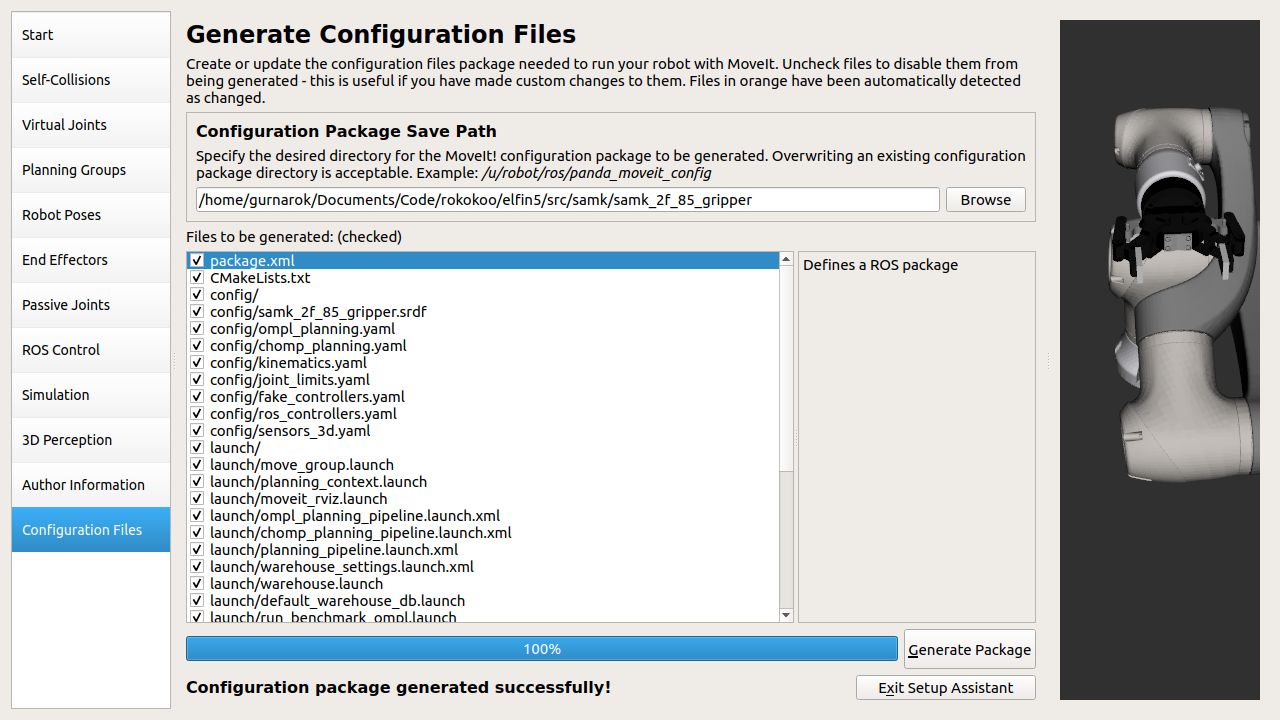 Start
Self-Collisions
Virtual Joints
Planning Groups
Robot Poses
End Effectors
Passive Joints
ROS Control
Simulation
3D Perception
Author Information
Configuration Files
Generate Configuration Files
Create or update the configuration files package needed to run your robot with MoveIt. Uncheck files to disable them from
being generated - this is useful if you have made custom changes to them. Files in orange have been automatically detected
as changed.
Configuration Package Save Path
Specify the desired directory for the MoveIt! configuration package to be generated. Overwriting an existing configuration
package directory is acceptable. Example: /u/robot/ros/panda_moveit_config
/home/gurnarok/Documents/Code/rokokoo/elfin5/src/samk/samk_2f_85_gripper
Browse
Files to be generated: (checked)
package.xml
CMakeLists.txt
config/
config/samk_2f_85_gripper.srdf
config/ompl_planning.yaml
config/chomp_planning.yaml
config/kinematics.yaml
config/joint_limits.yaml
config/fake_controllers.yaml
config/ros_controllers.yaml
config/sensors_3d.yaml
launch/
launch/move_group.launch
launch/planning_context.launch
launch/moveit_rviz.launch
launch/ompl_planning_pipeline.launch.xml
launch/chomp_planning_pipeline.launch.xml
launch/planning_pipeline.launch.xml
launch/warehouse_settings.launch.xml
launch/warehouse.launch
launch/default_warehouse_db.launch
launch/run_benchmark_ompl.launch
Defines a ROS package
100%
Generate Package
Configuration package generated successfully!
Exit Setup Assistant